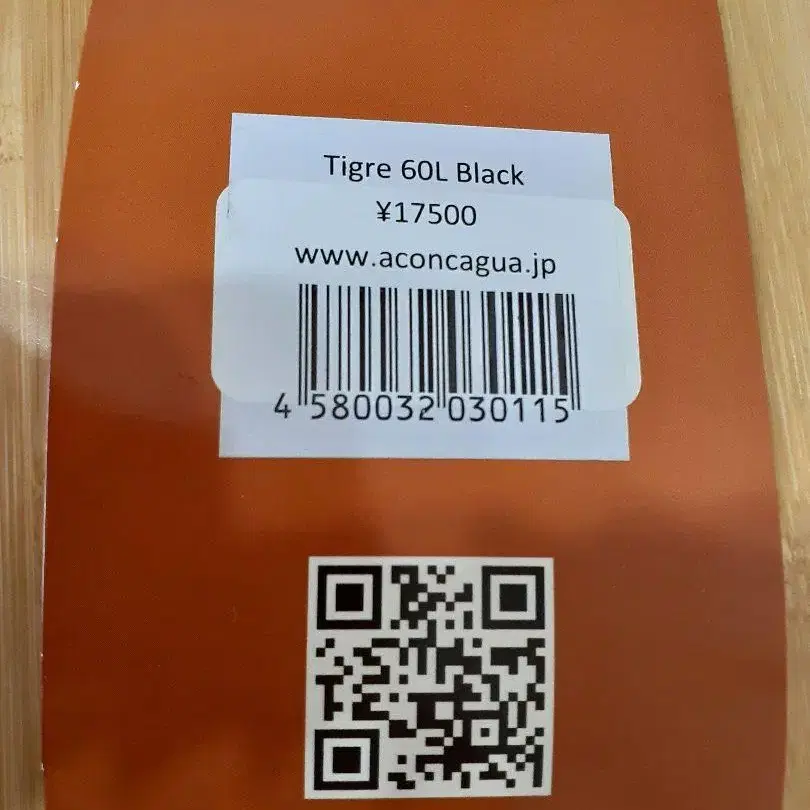 Tigre 60L Black
¥17500
www.aconcagua.jp
4 580032 030115